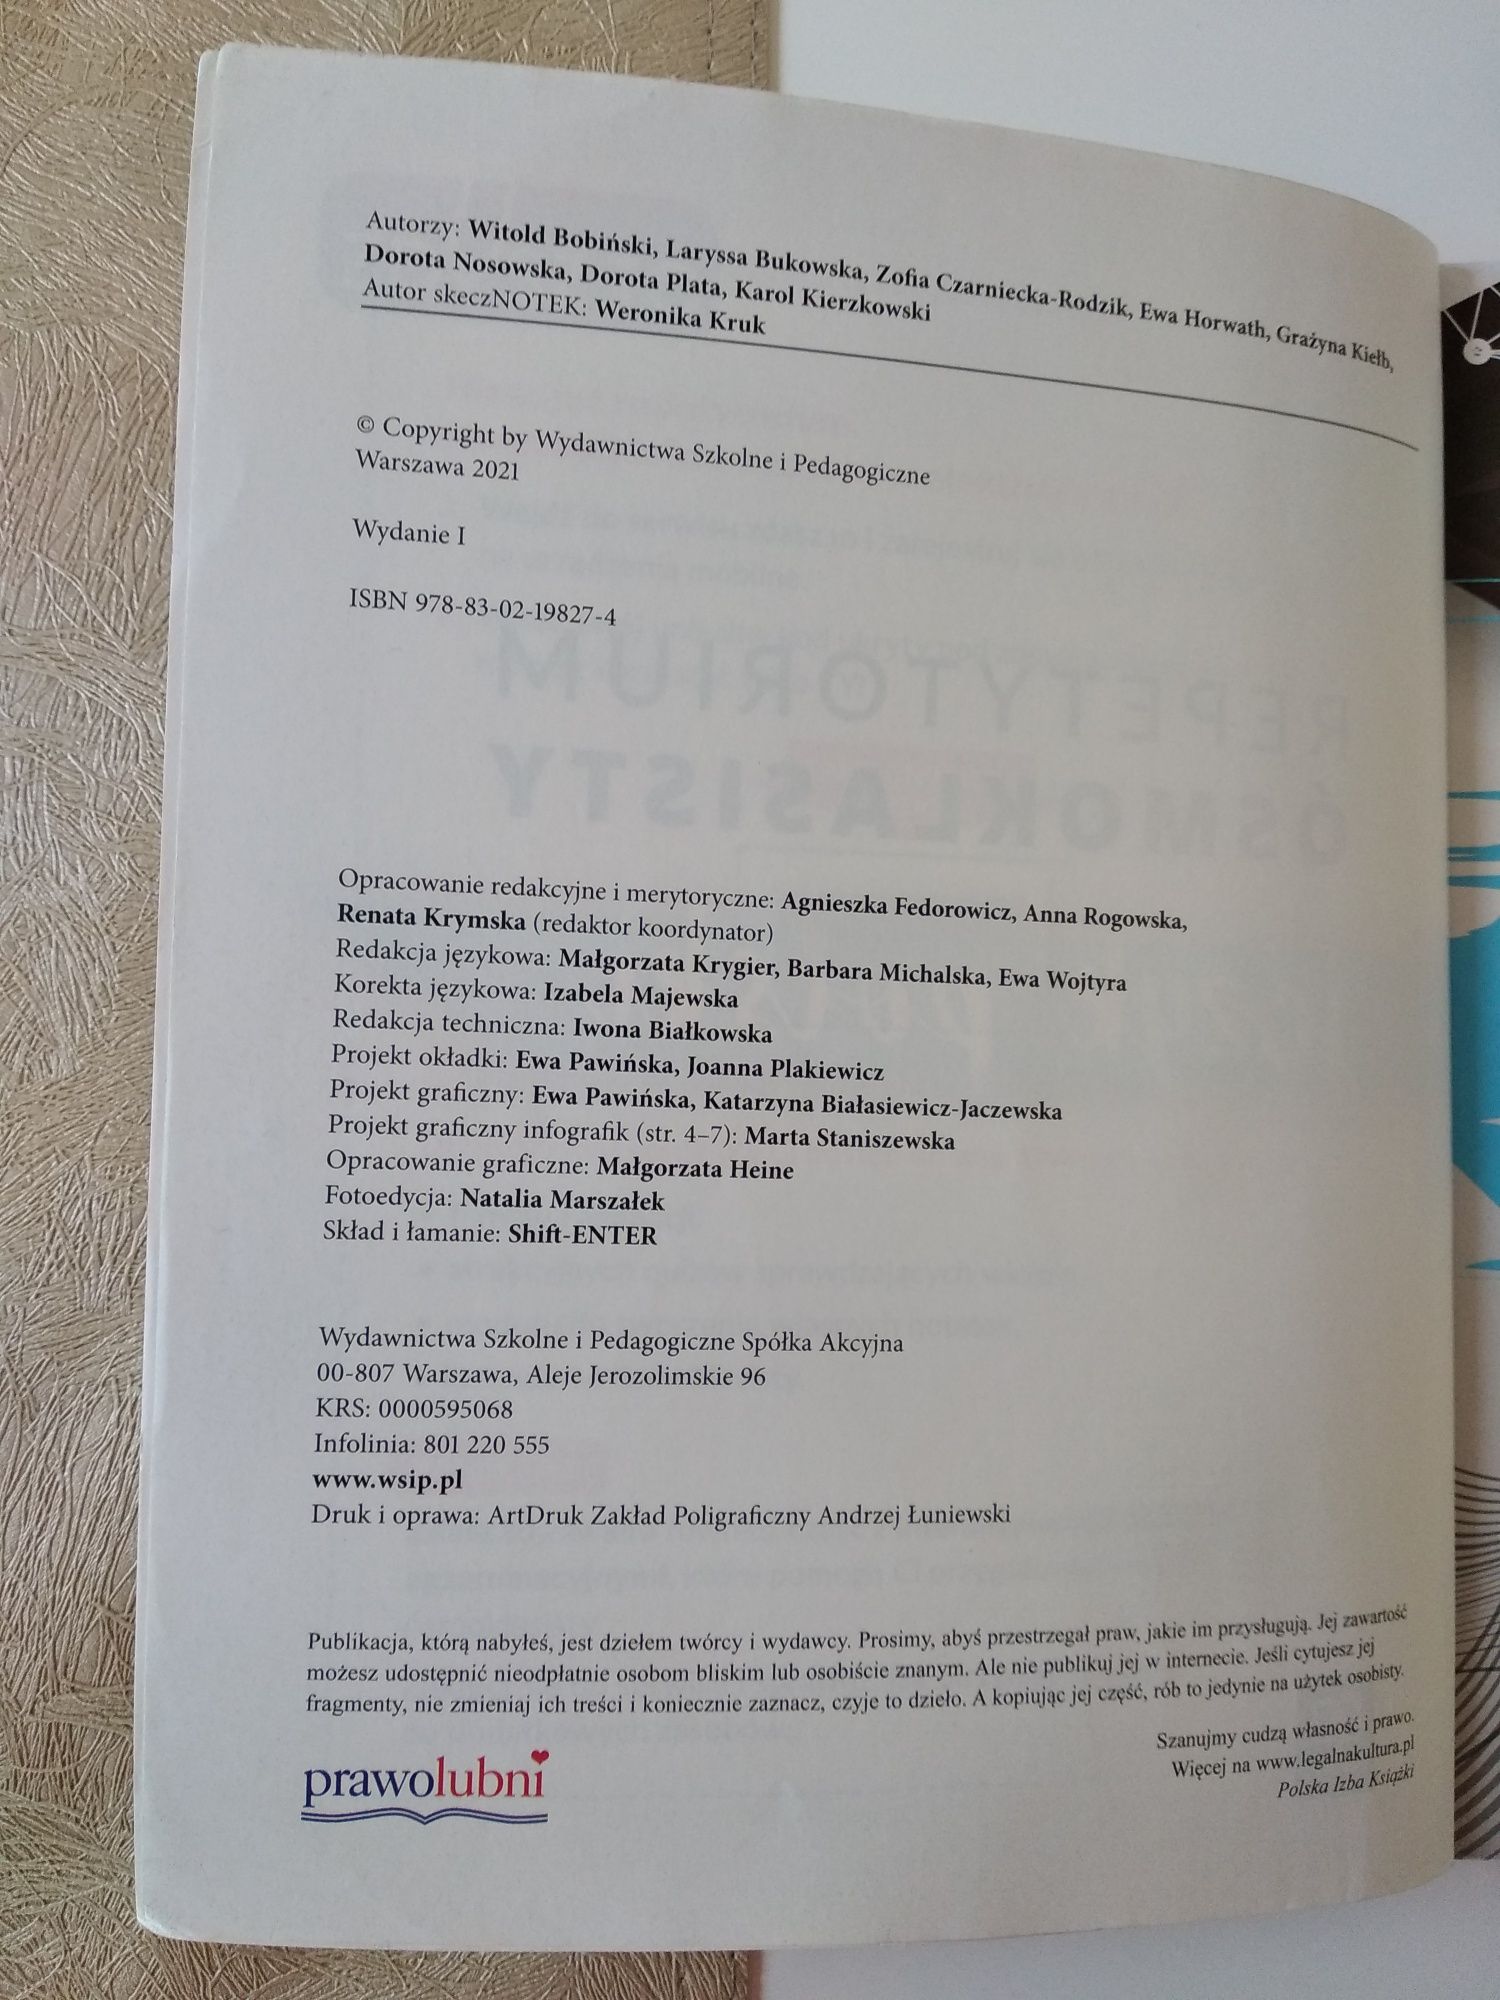 Autorzy: Witold Bobiński, Laryssa Bukowska, Zofia Czarniecka-Rodzik, Ewa Horwath, Grażyna Kiełb,
Dorota Nosowska, Dorota Plata, Karol Kierzkowski
Autor skeczNOTEK: Weronika Kruk
© Copyright by Wydawnictwa Szkolne i Pedagogiczne
Warszawa 2021
Wydanie I
ISBN 978-83-02-19827-4
REPETYTORIUM
ÓSMOKLASISTY
Opracowanie redakcyjne i merytoryczne: Agnieszka Fedorowicz, Anna Rogowska,
Renata Krymska (redaktor koordynator)
Redakcja językowa: Małgorzata Krygier, Barbara Michalska, Ewa Wojtyra
Korekta językowa: Izabela Majewska
Redakcja techniczna: Iwona Białkowska
Projekt okładki: Ewa Pawińska, Joanna Plakiewicz
Projekt graficzny: Ewa Pawińska, Katarzyna Białasiewicz-Jaczewska
Projekt graficzny infografik (str. 4–7): Marta Staniszewska
Opracowanie graficzne: Małgorzata Heine
Fotoedycja: Natalia Marszałek
Skład i łamanie: Shift-ENTER
Wydawnictwa Szkolne i Pedagogiczne Spółka Akcyjna
00-807 Warszawa, Aleje Jerozolimskie 96
KRS: 0000595068
Infolinia: 801 220 555
www.wsip.pl
Druk i oprawa: ArtDruk Zakład Poligraficzny Andrzej Łuniewski
Publikacja, którą nabyłeś, jest dziełem twórcy i wydawcy. Prosimy, abyś przestrzegał praw, jakie im przysługują. Jej zawartość
możesz udostępnić nieodpłatnie osobom bliskim lub osobiście znanym. Ale nie publikuj jej w internecie. Jeśli cytujesz jej
fragmenty, nie zmieniaj ich treści i koniecznie zaznacz, czyje to dzieło. A kopiując jej część, rób to jedynie na użytek osobisty.
Szanujmy cudzą własność i prawo.
Więcej na www.legalnakultura.pl
Polska Izba Książki
prawolubni